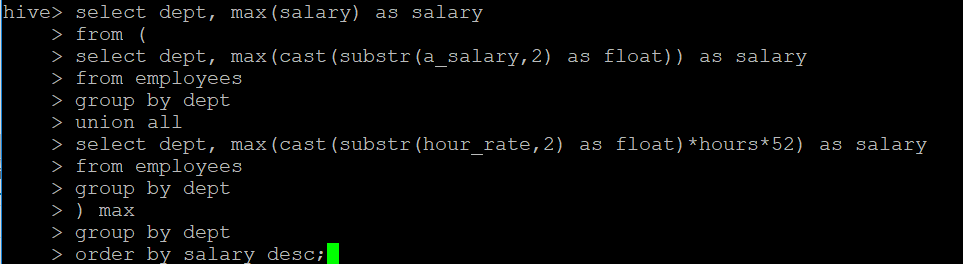 hive> select dept, max(salary) as salary
    > from (
    > select dept, max(cast(substr(a_salary,2) as float)) as salary
    > from employees
    > group by dept
    > union all
    > select dept, max(cast(substr(hour_rate,2) as float)*hours*52) as salary
    > from employees
    > group by dept
    > ) max
    > group by dept
    > order by salary desc;